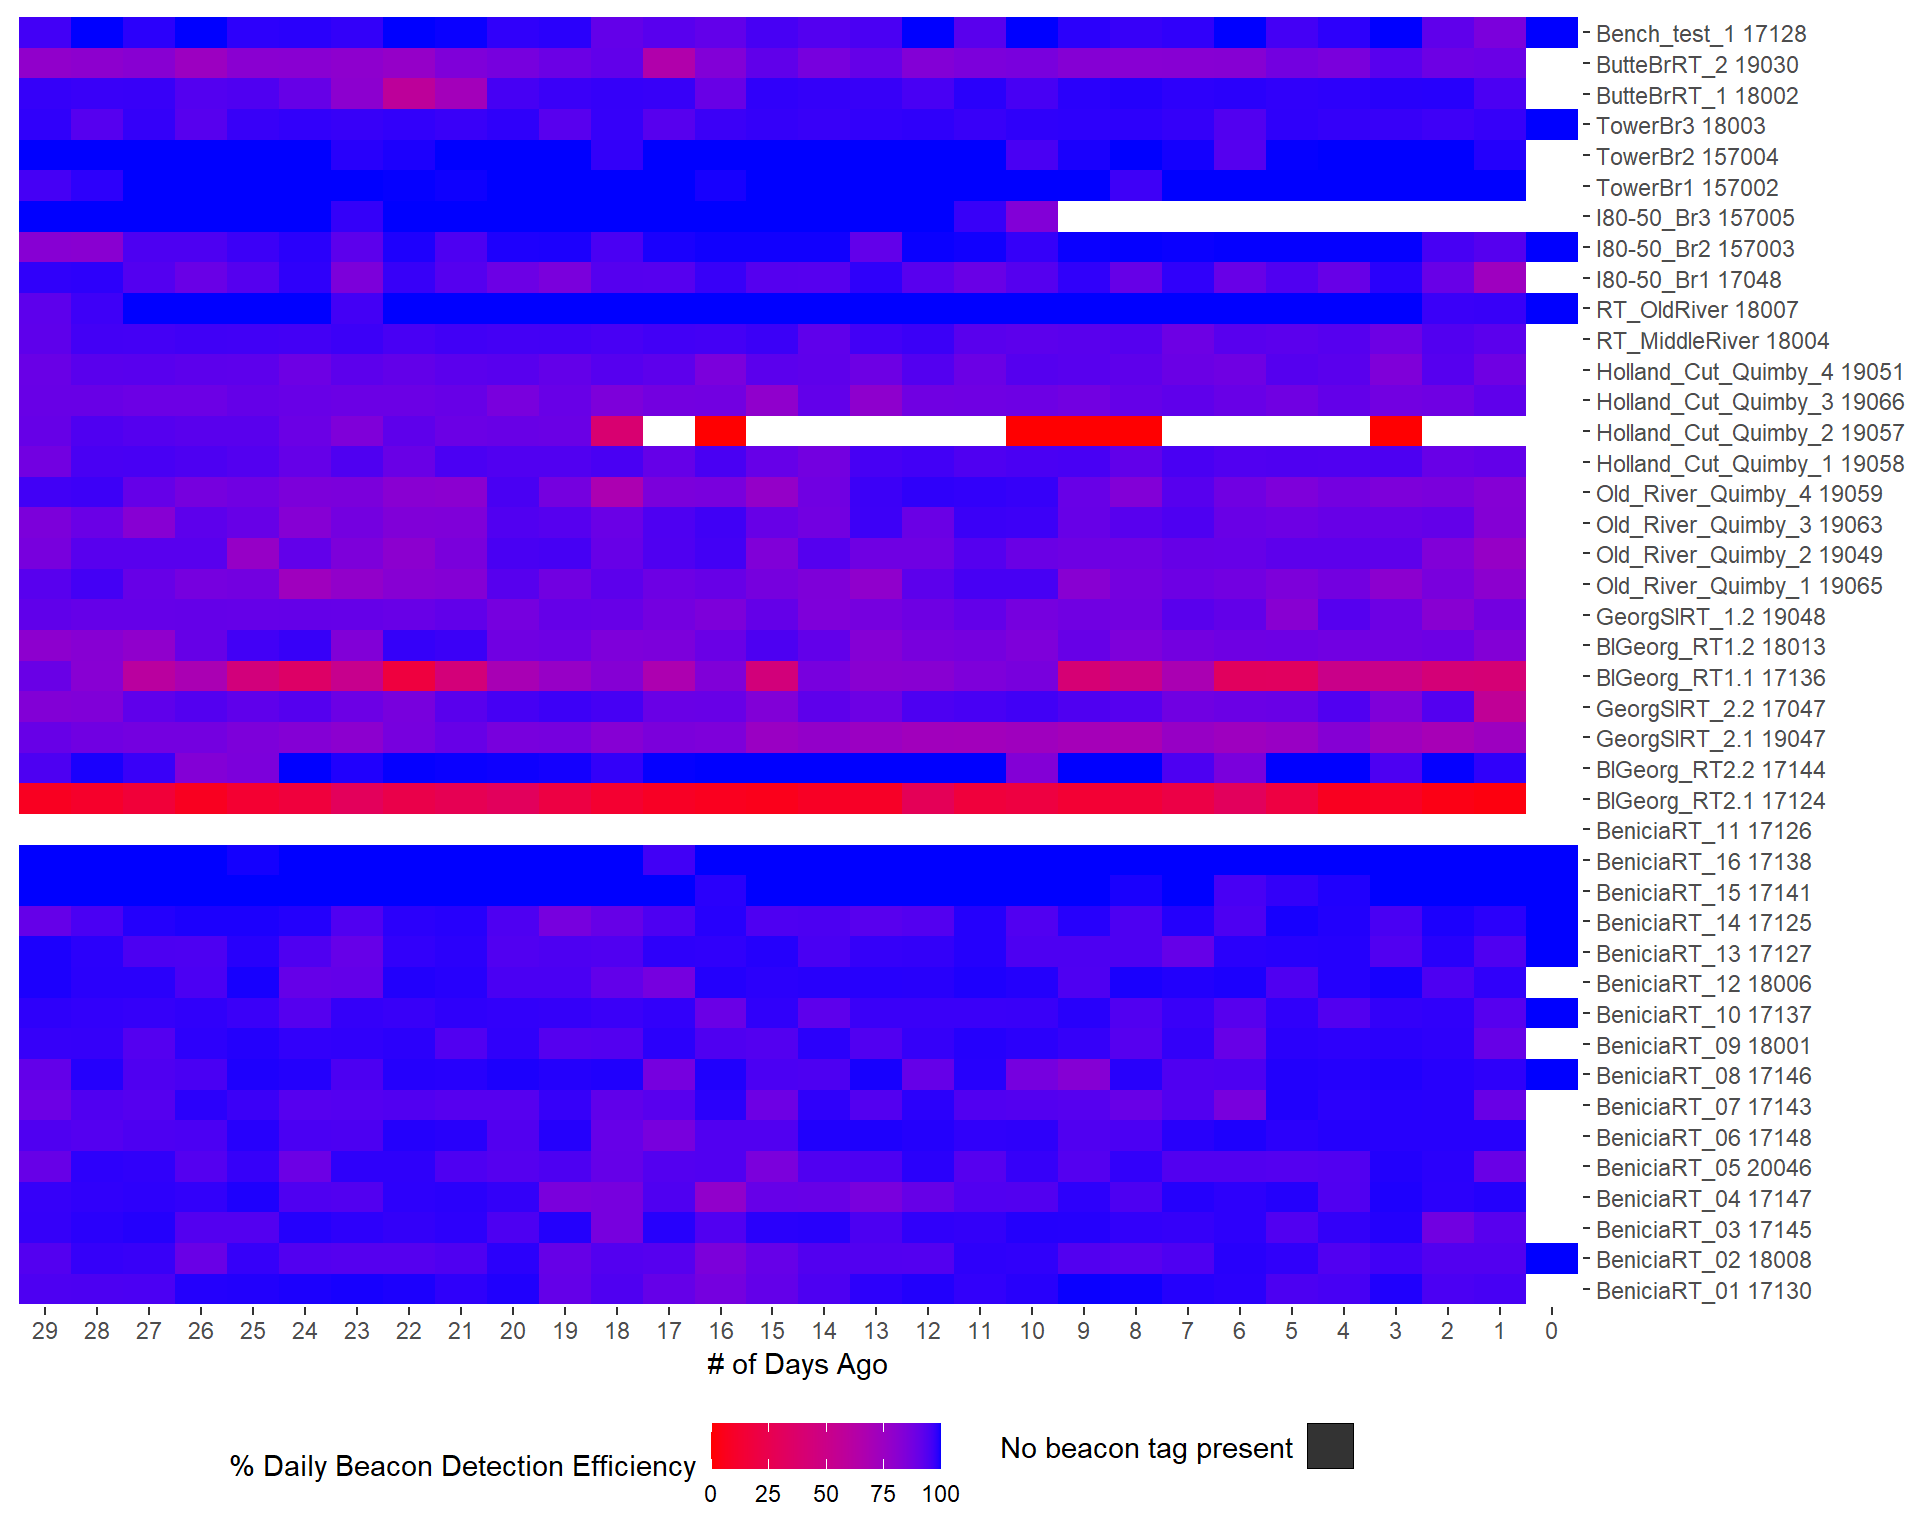 Bench_test_1 17128
ButteBrRT_2 19030
ButteBrRT_1 18002
TowerBr3 18003
TowerBr2 157004
TowerBr1 157002
I80-50_Br3 157005
I80-50_Br2 157003
I80-50_Br1 17048
RT_OldRiver 18007
RT_MiddleRiver 18004
Holland_Cut_Quimby_4 19051
Holland_Cut_Quimby_3 19066
Holland_Cut_Quimby_2 19057
Holland_Cut_Quimby_1 19058
Old_River_Quimby_4 19059
Old_River_Quimby_3 19063
Old_River_Quimby_2 19049
Old_River_Quimby_1 19065
GeorgSlRT_1.2 19048
BlGeorg_RT1.2 18013
BlGeorg_RT1.1 17136
GeorgSlRT_2.2 17047
GeorgSlRT_2.1 19047
BlGeorg_RT2.2 17144
BlGeorg_RT2.1 17124
BeniciaRT_11 17126
BeniciaRT_16 17138
BeniciaRT_15 17141
BeniciaRT_14 17125
BeniciaRT_13 17127
BeniciaRT_12 18006
BeniciaRT_10 17137
BeniciaRT_09 18001
BeniciaRT_08 17146
BeniciaRT_07 17143
BeniciaRT_06 17148
BeniciaRT_05 20046
BeniciaRT_04 17147
BeniciaRT_03 17145
BeniciaRT_02 18008
BeniciaRT_01 17130
29 28 27 26 25 24 23 22 21 20 19 18 17 16 15 14 13 12 11 10 9 8 7 6 5 4 3 2 1 0
# of Days Ago
% Daily Beacon Detection Efficiency
0 25 50 75 100
No beacon tag present